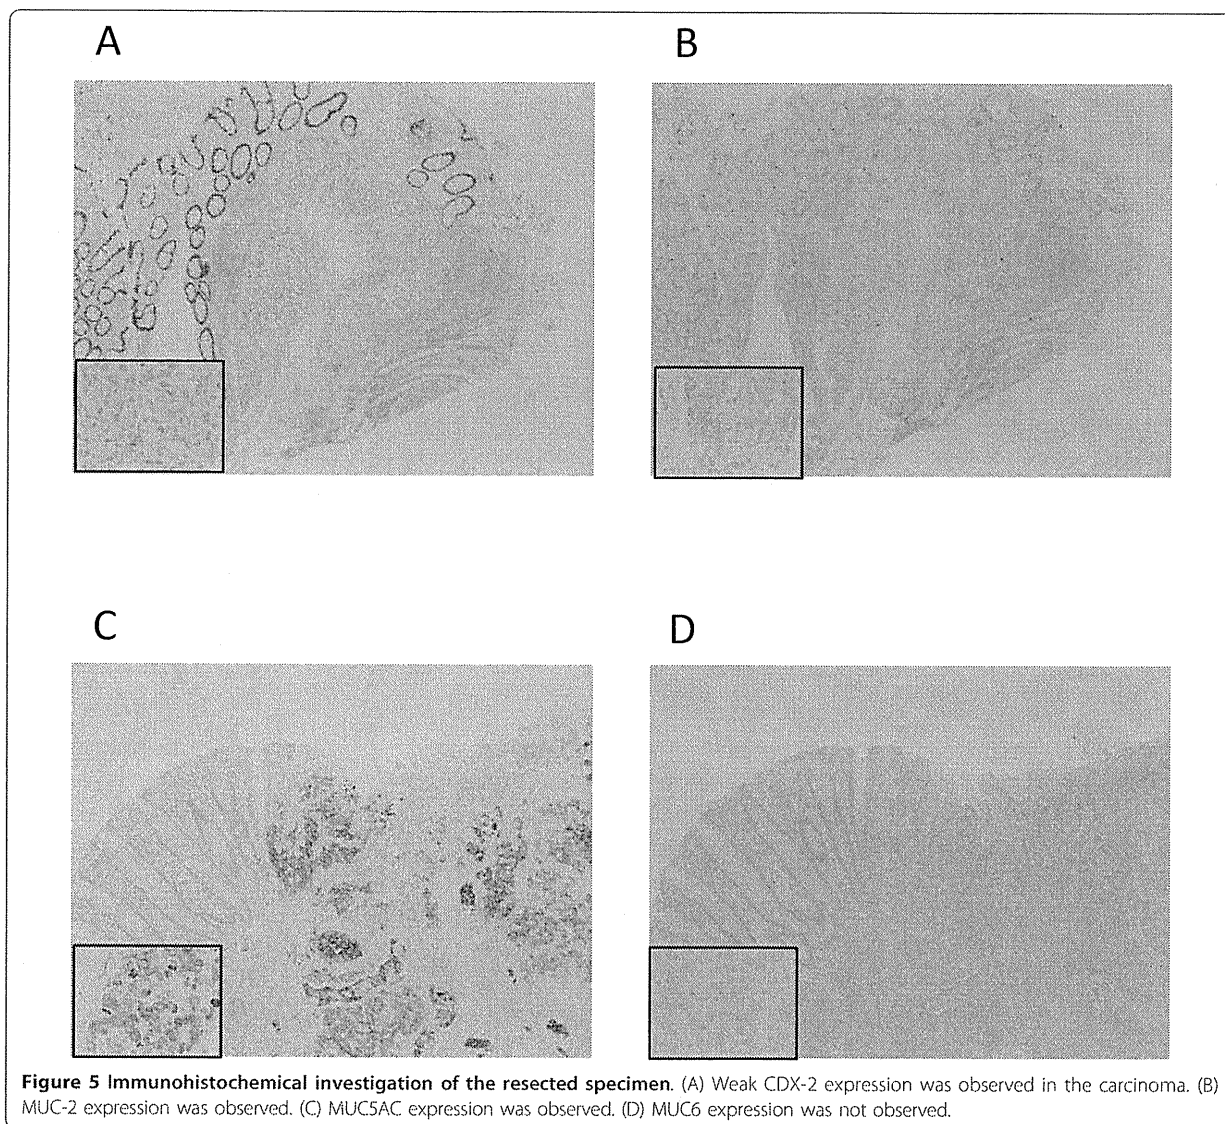 A
B
C
D
Figure 5 Immunohistochemical investigation of the resected specimen. (A) Weak CDX-2 expression was observed in the carcinoma. (B)
MUC-2 expression was observed. (C) MUC5AC expression was observed. (D) MUC6 expression was not observed.